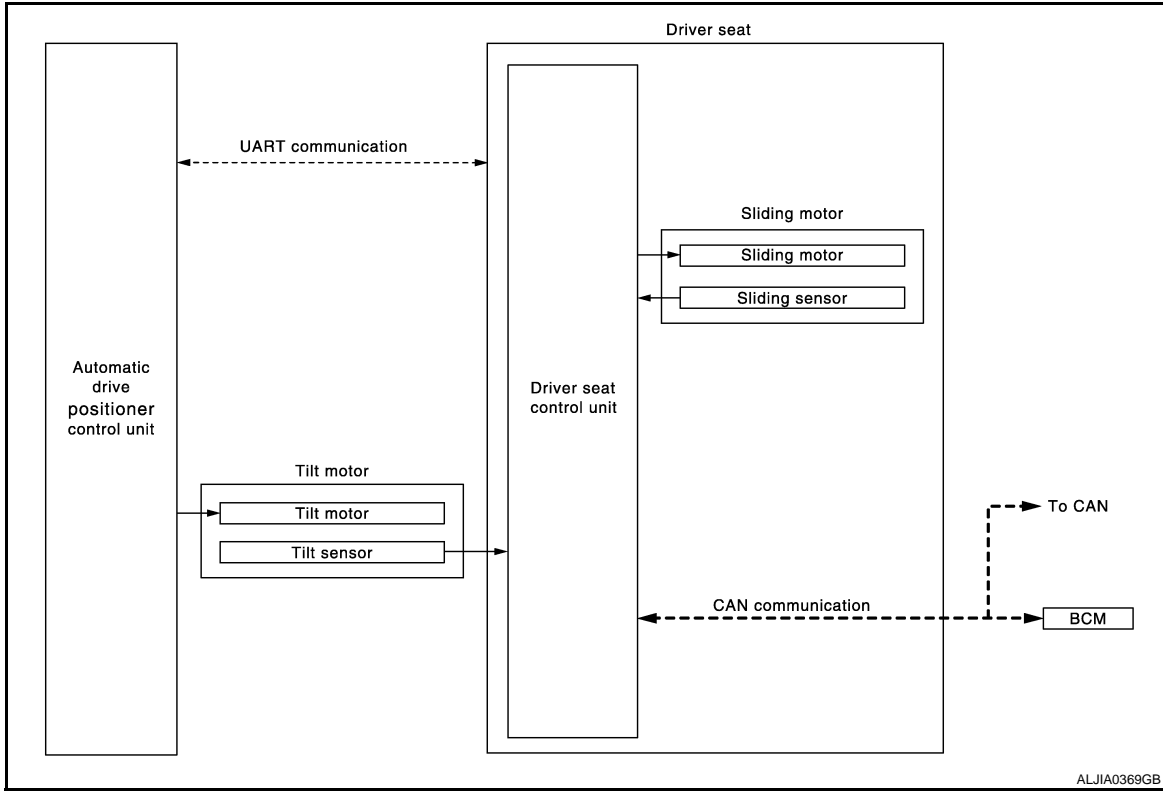 Driver seat
UART communication
Sliding motor
Sliding motor
Sliding sensor
Automatic
drive
positioner
control unit
Driver seat
control unit
Tilt motor
Tilt motor
Tilt sensor
To CAN
CAN communication
BCM
ALJIA0369GB